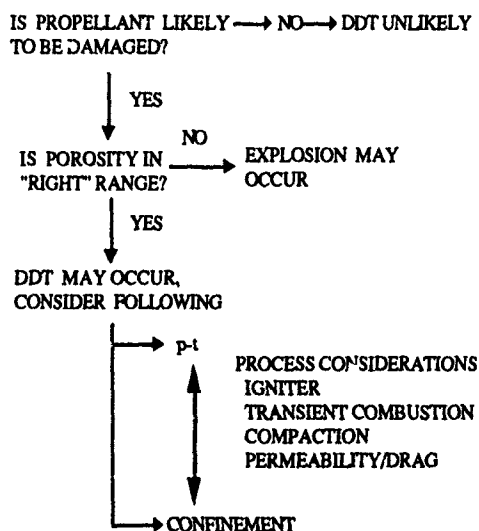 IS PROPELLANT LIKELY → NO → DDT UNLIKELY
TO BE DAMAGED?
YES
NO
IS POROSITY IN
"RIGHT" RANGE?
EXPLOSION MAY
OCCUR
YES
DDT MAY OCCUR,
CONSIDER FOLLOWING
p-t
PROCESS CONSIDERATIONS
IGNITER
TRANSIENT COMBUSTION
COMPACTION
PERMEABILITY/DRAG
CONFINEMENT